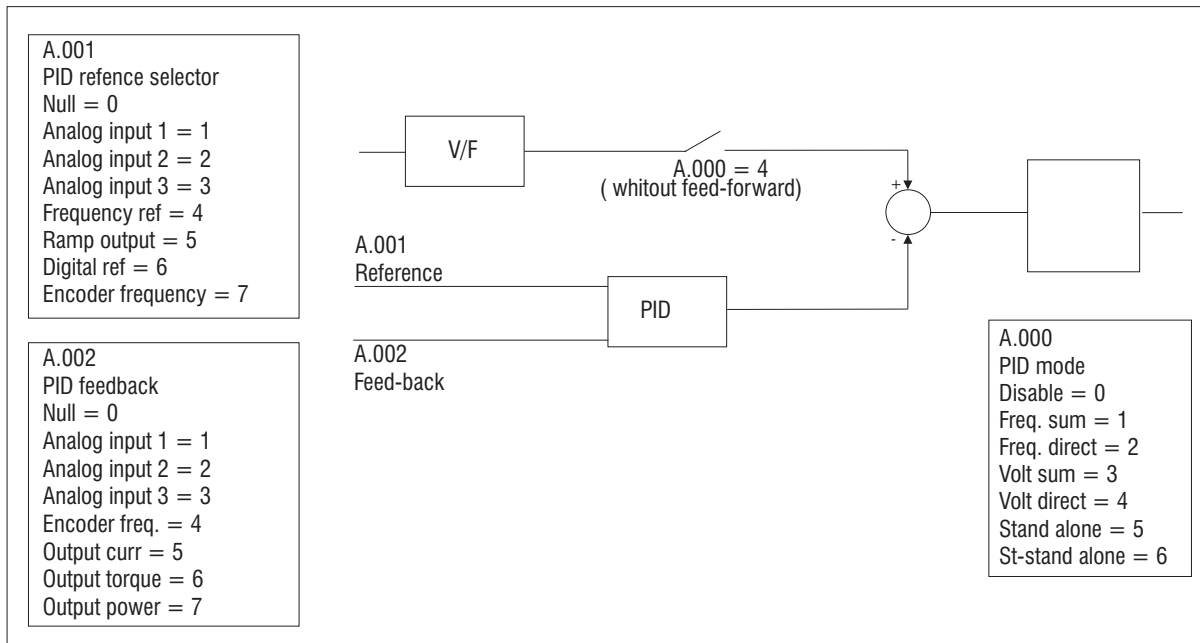 A.001
PID refence selector
Null = 0
Analog input 1 = 1
Analog input 2 = 2
Analog input 3 = 3
Frequency ref = 4
Ramp output = 5
Digital ref = 6
Encoder frequency = 7
A.002
PID feedback
Null = 0
Analog input 1 = 1
Analog input 2 = 2
Analog input 3 = 3
Encoder freq. = 4
Output curr = 5
Output torque = 6
Output power = 7
V/F
A.000 = 4
( whitout feed-forward)
+
-
A.001
Reference
PID
A.002
Feed-back
A.000
PID mode
Disable = 0
Freq. sum = 1
Freq. direct = 2
Volt sum = 3
Volt direct = 4
Stand alone = 5
St-stand alone = 6